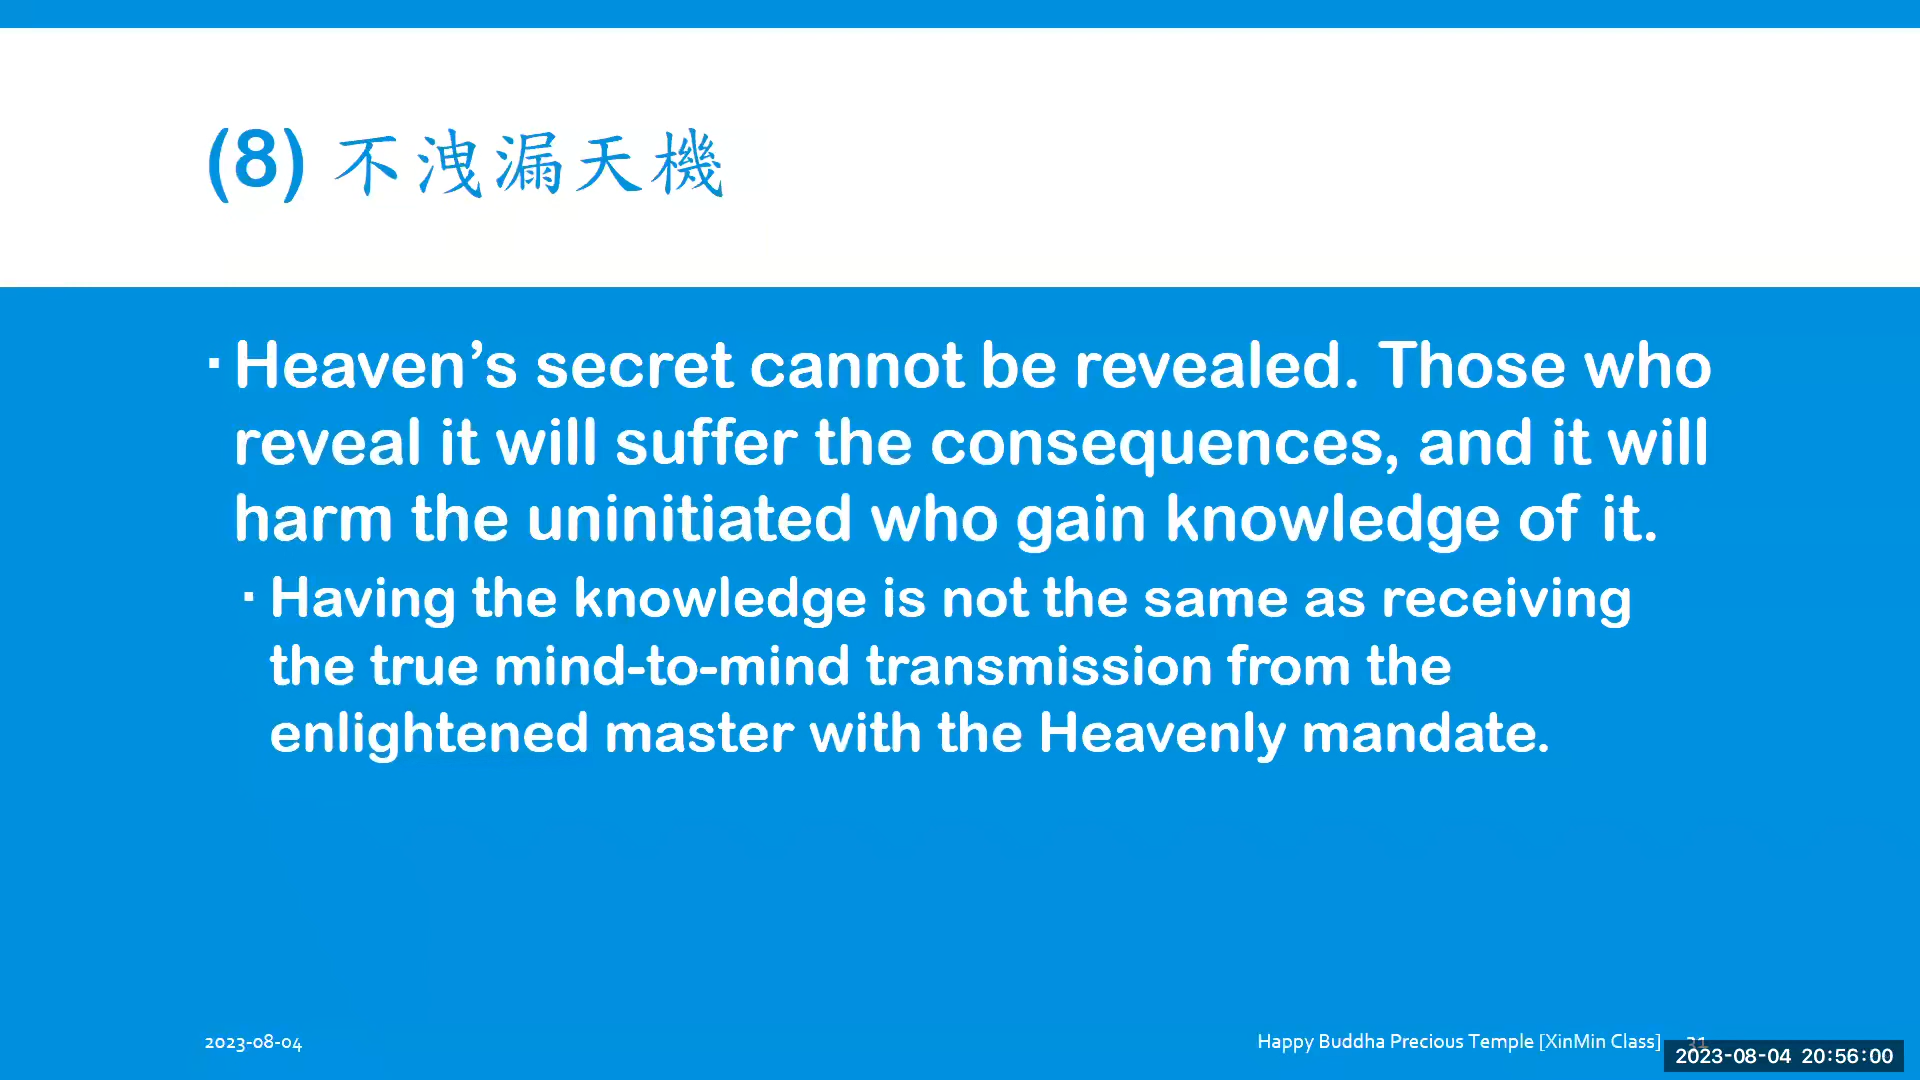 (8) 不洩漏天機
▪ Heaven’s secret cannot be revealed. Those who
reveal it will suffer the consequences, and it will
harm the uninitiated who gain knowledge of it.
▪ Having the knowledge is not the same as receiving
the true mind-to-mind transmission from the
enlightened master with the Heavenly mandate.
2023-08-04
Happy Buddha Precious Temple [XinMin Class]
31
2023-08-04 20:56:00